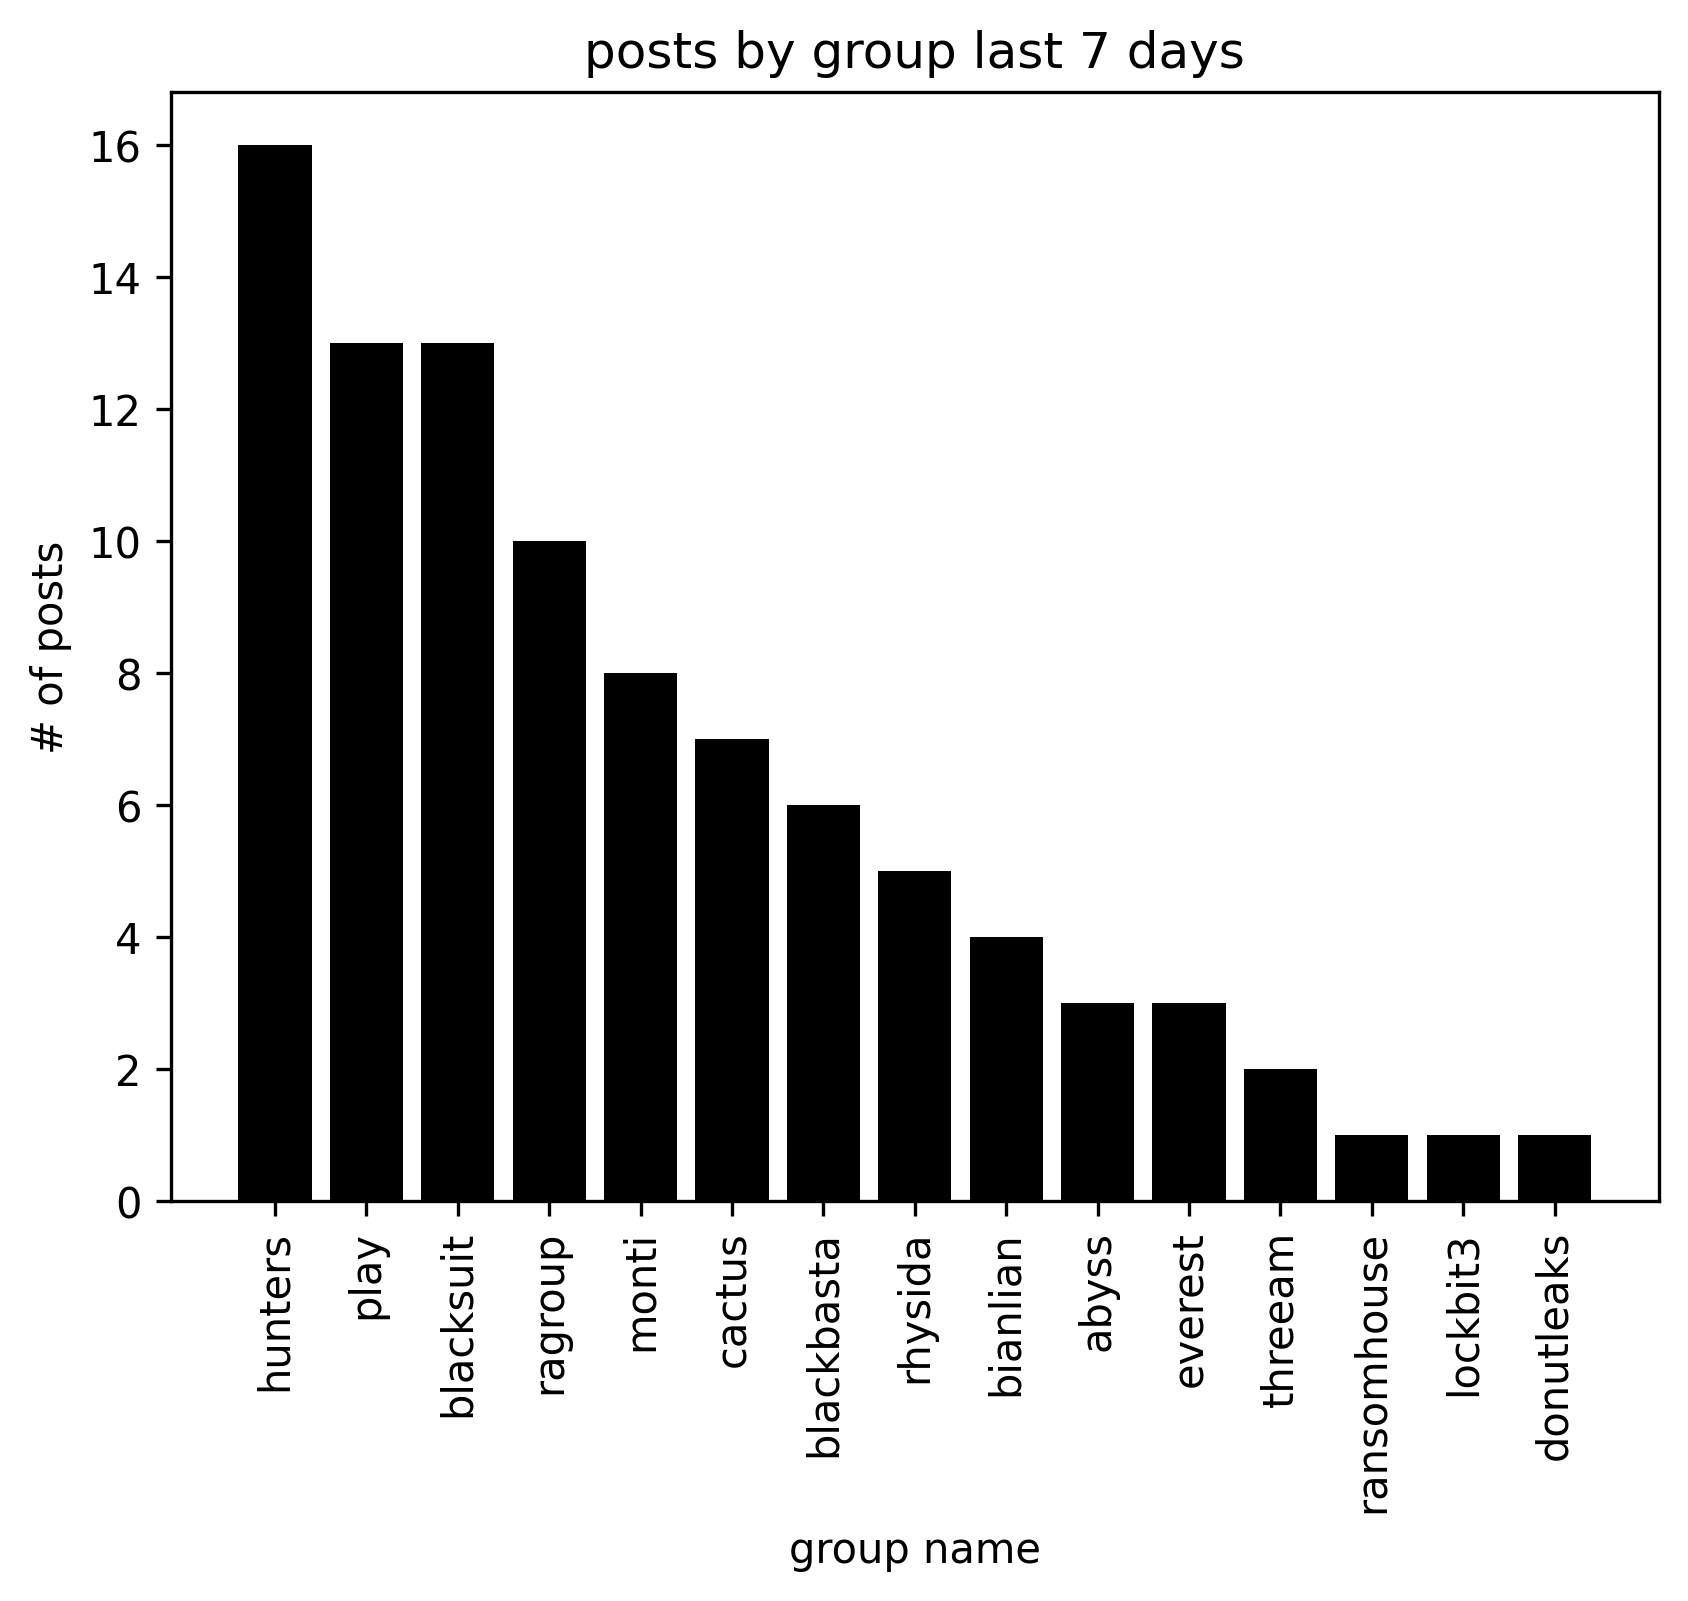 posts by group last 7 days
# of posts
16
14
12
10
8
6
4
2
0
hunters
play
blacksuit
ragroup
monti
cactus
blackbasta
rhysida
bianlian
abyss
everest
threeam
ransomhouse
lockbit3
donutleaks
group name